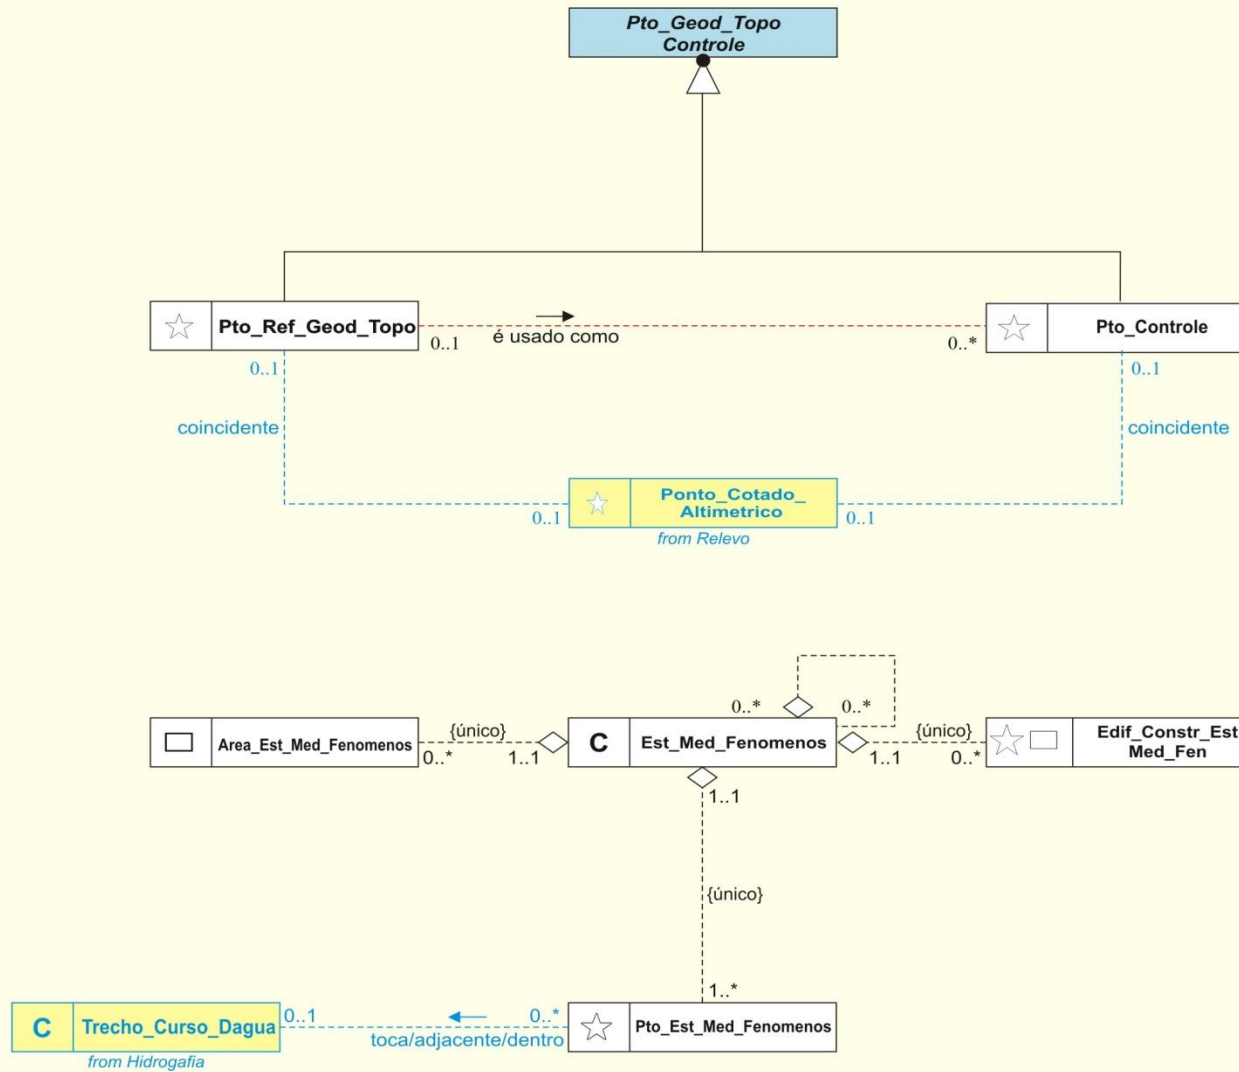 Pto_Geod_Topo
Controle
Pto_Ref_Geod_Topo
Pto_Controle
0..1
é usado como
0..*
0..1
0..1
coincidente
coincidente
Ponto_Cotado_
Altimetrico
0..1
0..1
from Relevo
0..*
0..*
Area_Est_Med_Fenomenos
{único}
0..*
1..1
C
Est_Med_Fenomenos
{único}
1..1
0..*
Edif_Constr_Est
Med_Fen
1..1
{único}
1..*
C
Trecho_Curso_Dagua
0..1
0..*
toca/adjacente/dentro
Pto_Est_Med_Fenomenos
from Hidrogafia